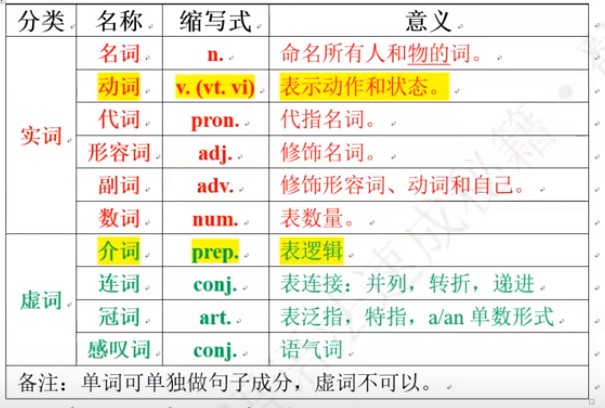 分类 名称 缩写式 意义
实词
名词 n. 命名所有人和物的词。
动词 v. (vt. vi) 表示动作和状态。
代词 pron. 代指名词。
形容词 adj. 修饰名词。
副词 adv. 修饰形容词、动词和自己。
数词 num. 表数量。
虚词
介词 prep. 表逻辑
连词 conj. 表连接：并列，转折，递进
冠词 art. 表泛指，特指，a/an 单数形式
感叹词 conj. 语气词
备注：单词可单独做句子成分，虚词不可以。
速成秘籍